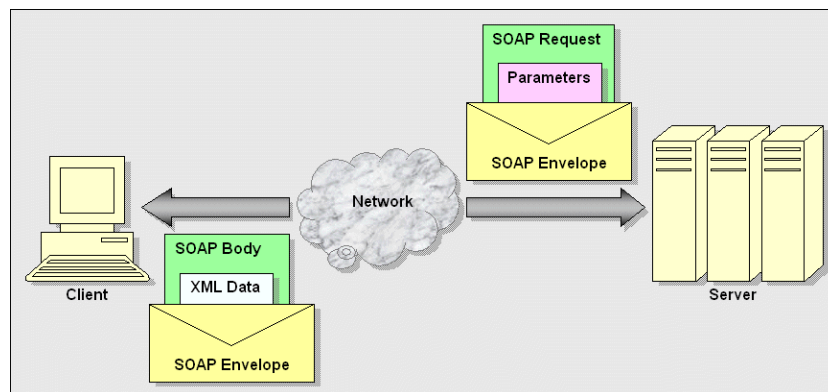 SOAP Request
Parameters
SOAP Envelope
Network
SOAP Body
XML Data
SOAP Envelope
Client
Server